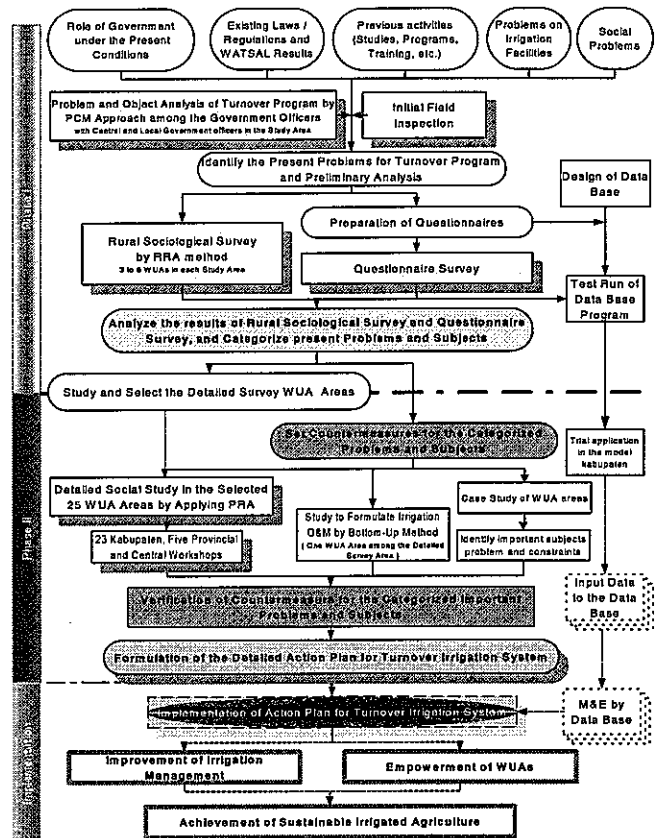 Role of Government
under the Present
Conditions
Existing Laws /
Regulations and
WATSAL Results
Previous activities
(Studies, Programs,
Training, etc.)
Problems on
Irrigation
Facilities
Social
Problems
Problem and Object Analysis of Turnover Program by
PCM Approach among the Government Officers
with Central and Local Government officers in the Study Area
Initial Field
Inspection
Identify the Present Problems for Turnover Program
and Preliminary Analysis
Design of Data
Base
Preparation of Questionnaires
Rural Sociological Survey
by RRA method
3 to 6 WUAs in each Study Area
Questionnaire Survey
Test Run of
Data Base
Program
Analyze the results of Rural Sociological Survey and Questionnaire
Survey, and Categorize present Problems and Subjects
Study and Select the Detailed Survey WUA Areas
Phase II
Set Countermeasures for the Categorized
Problems and Subjects
Trial application
in the model
kabupaten
Detailed Social Study in the Selected
25 WUA Areas by Applying PRA
Case Study of WUA areas
Study to Formulate Irrigation
O&M by Bottom-Up Method
( One WUA Area among the Detailed
Survey Area )
23 Kabupaten, Five Provincial
and Central Workshops
Identify important subjects
problem and constraints
Verification of Countermeasure for the Categorized Important
Problems and Subjects
Input Data
to the Data
Base
Formulation of the Detailed Action Plan for Turnover Irrigation System
Implementation of Action Plan for Turnover Irrigation System
M&E by
Data Base
Improvement of Irrigation
Management
Empowerment of WUAs
Achievement of Sustainable Irrigated Agriculture